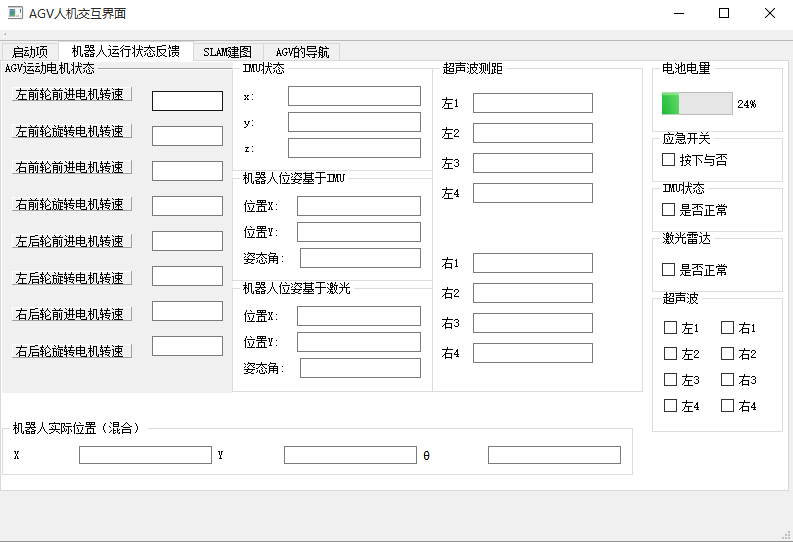 AGV人机交互界面
启动项 机器人运行状态反馈 SLAM建图 AGV的导航
AGV运动电机状态
左前轮前进电机转速
左前轮旋转电机转速
右前轮前进电机转速
右前轮旋转电机转速
左后轮前进电机转速
左后轮旋转电机转速
右后轮前进电机转速
右后轮旋转电机转速
IMU状态
x:
y:
z:
机器人位姿基于IMU
位置X:
位置Y:
姿态角:
机器人位姿基于激光
位置X:
位置Y:
姿态角:
超声波测距
左1
左2
左3
左4
右1
右2
右3
右4
电池电量
24%
应急开关
按下与否
IMU状态
是否正常
激光雷达
是否正常
超声波
左1 右1
左2 右2
左3 右3
左4 右4
机器人实际位置（混合）
X Y θ